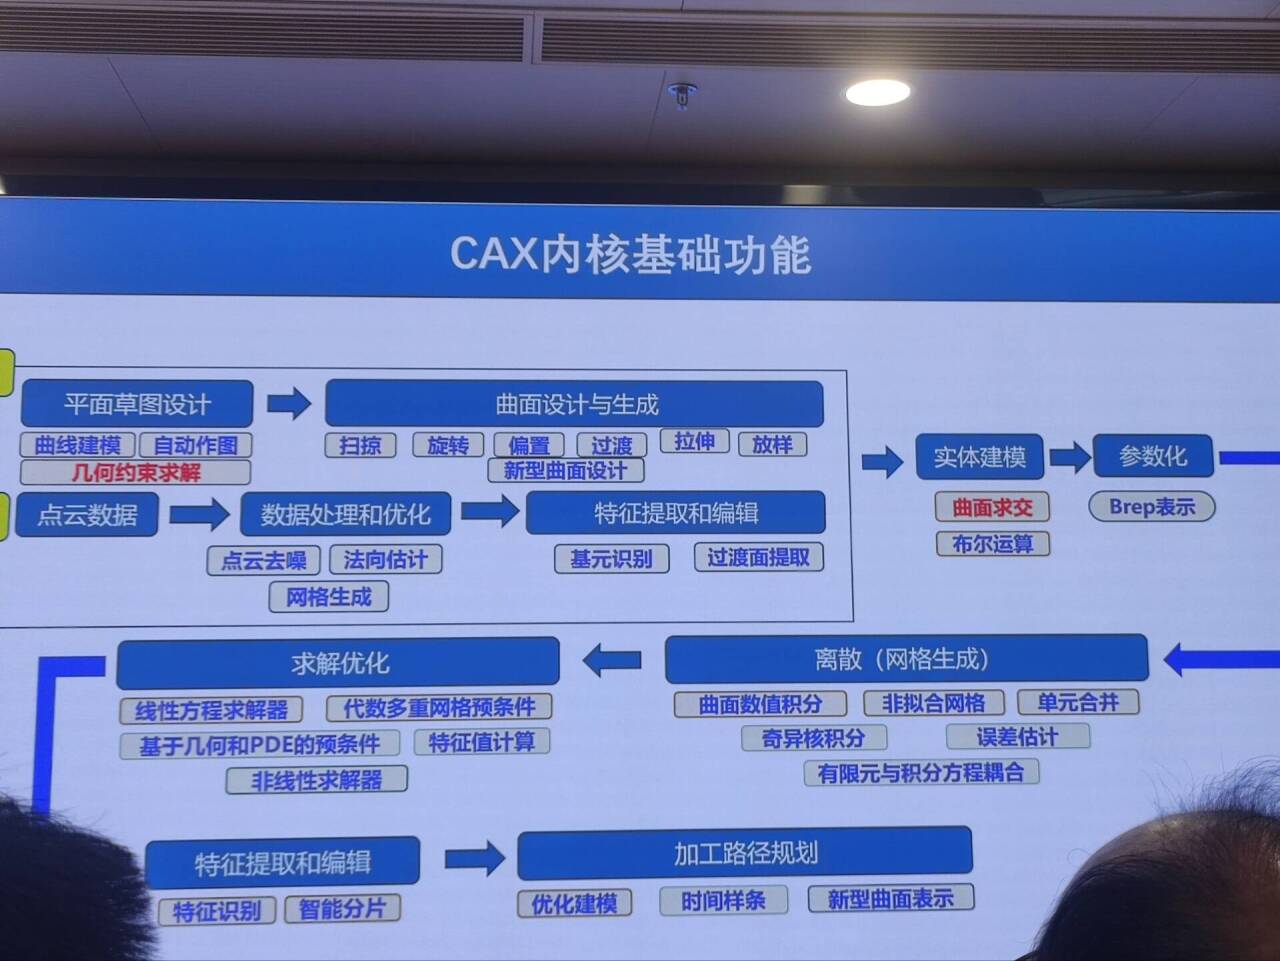 CAX内核基础功能
平面草图设计
曲面设计与生成
曲线建模 自动作图
扫掠 旋转 偏置 过渡 拉伸 放样
几何约束求解
新型曲面设计
实体建模
参数化
曲面求交
Brep表示
布尔运算
点云数据
数据处理和优化
特征提取和编辑
点云去噪 法向估计
基元识别 过渡面提取
网格生成
求解优化
离散（网格生成）
线性方程求解器 代数多重网格预条件
曲面数值积分 非拟合网格 单元合并
基于几何和PDE的预条件 特征值计算
奇异核积分 误差估计
非线性求解器
有限元与积分方程耦合
特征提取和编辑
加工路径规划
特征识别 智能分片
优化建模 时间样条 新型曲面表示